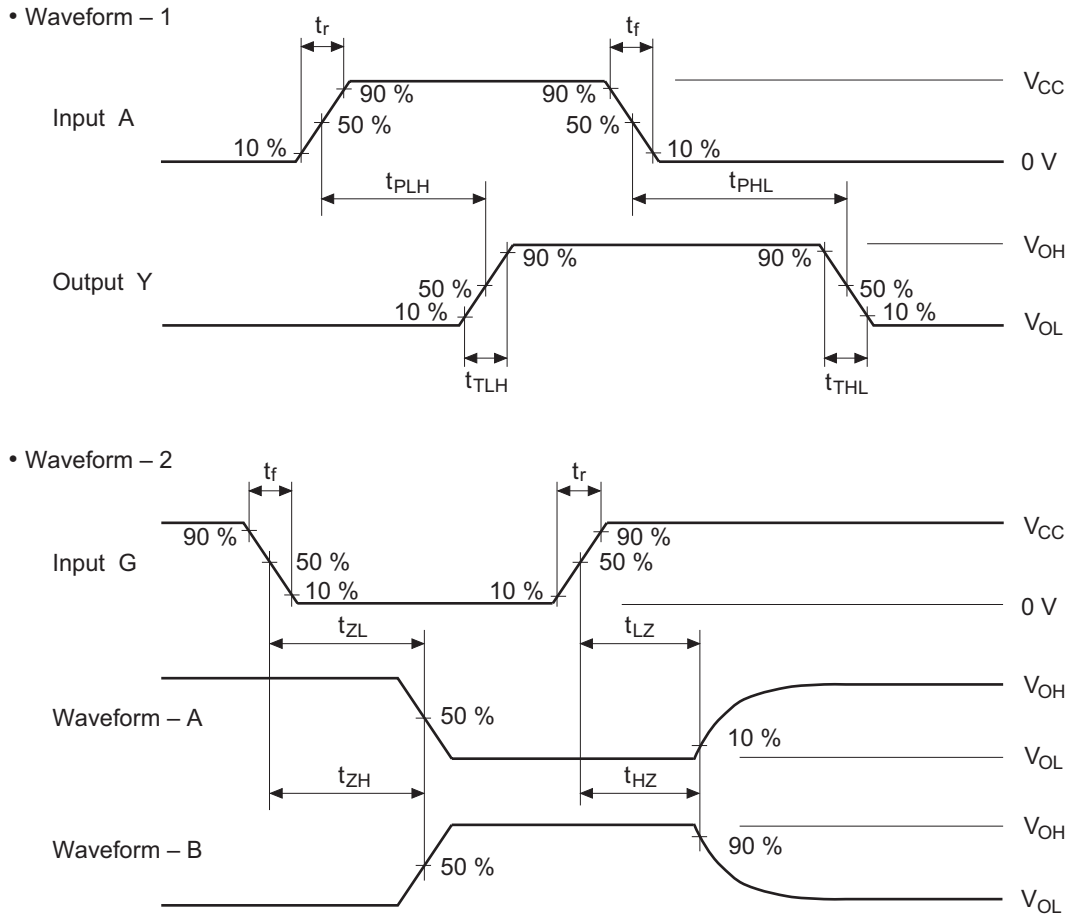 • Waveform – 1
tr
tf
Input A
90 %
50 %
10 %
90 %
50 %
10 %
VCC
0 V
tPLH
tPHL
Output Y
90 %
50 %
10 %
90 %
50 %
10 %
VOH
VOL
tTLH
tTHL
• Waveform – 2
tf
tr
Input G
90 %
50 %
10 %
10 %
90 %
50 %
VCC
0 V
tZL
tLZ
Waveform – A
50 %
10 %
VOH
VOL
tZH
tHZ
Waveform – B
50 %
90 %
VOH
VOL